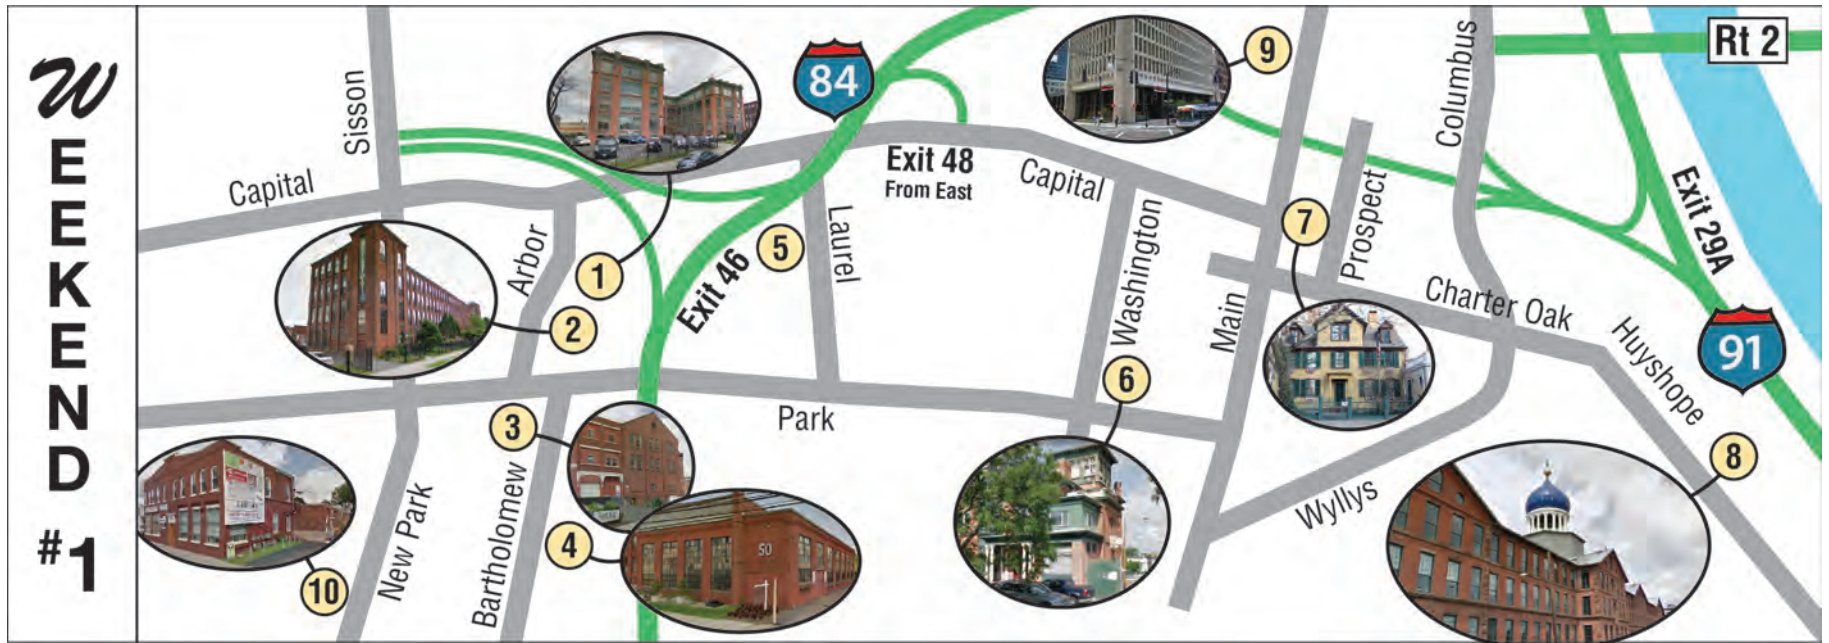 WEEKEND #1
Sisson
Capital
Arbor
84
Exit 48
From East
Capital
Exit 46
Laurel
Washington
Main
Prospect
Columbus
Rt 2
Exit 29A
91
Charter Oak
Huyshope
Wyllys
Park
New Park
Bartholomew
50
1
2
3
4
5
6
7
8
9
10